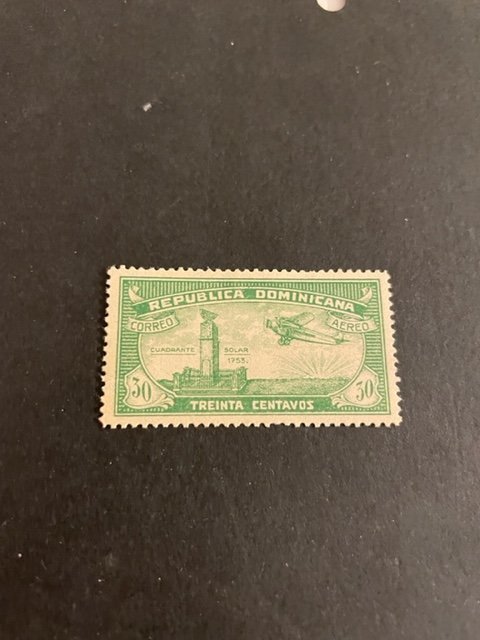 REPUBLICA DOMINICANA
CORREO AEREO
CUADRANTE SOLAR
1753.
30 30
TREINTA CENTAVOS